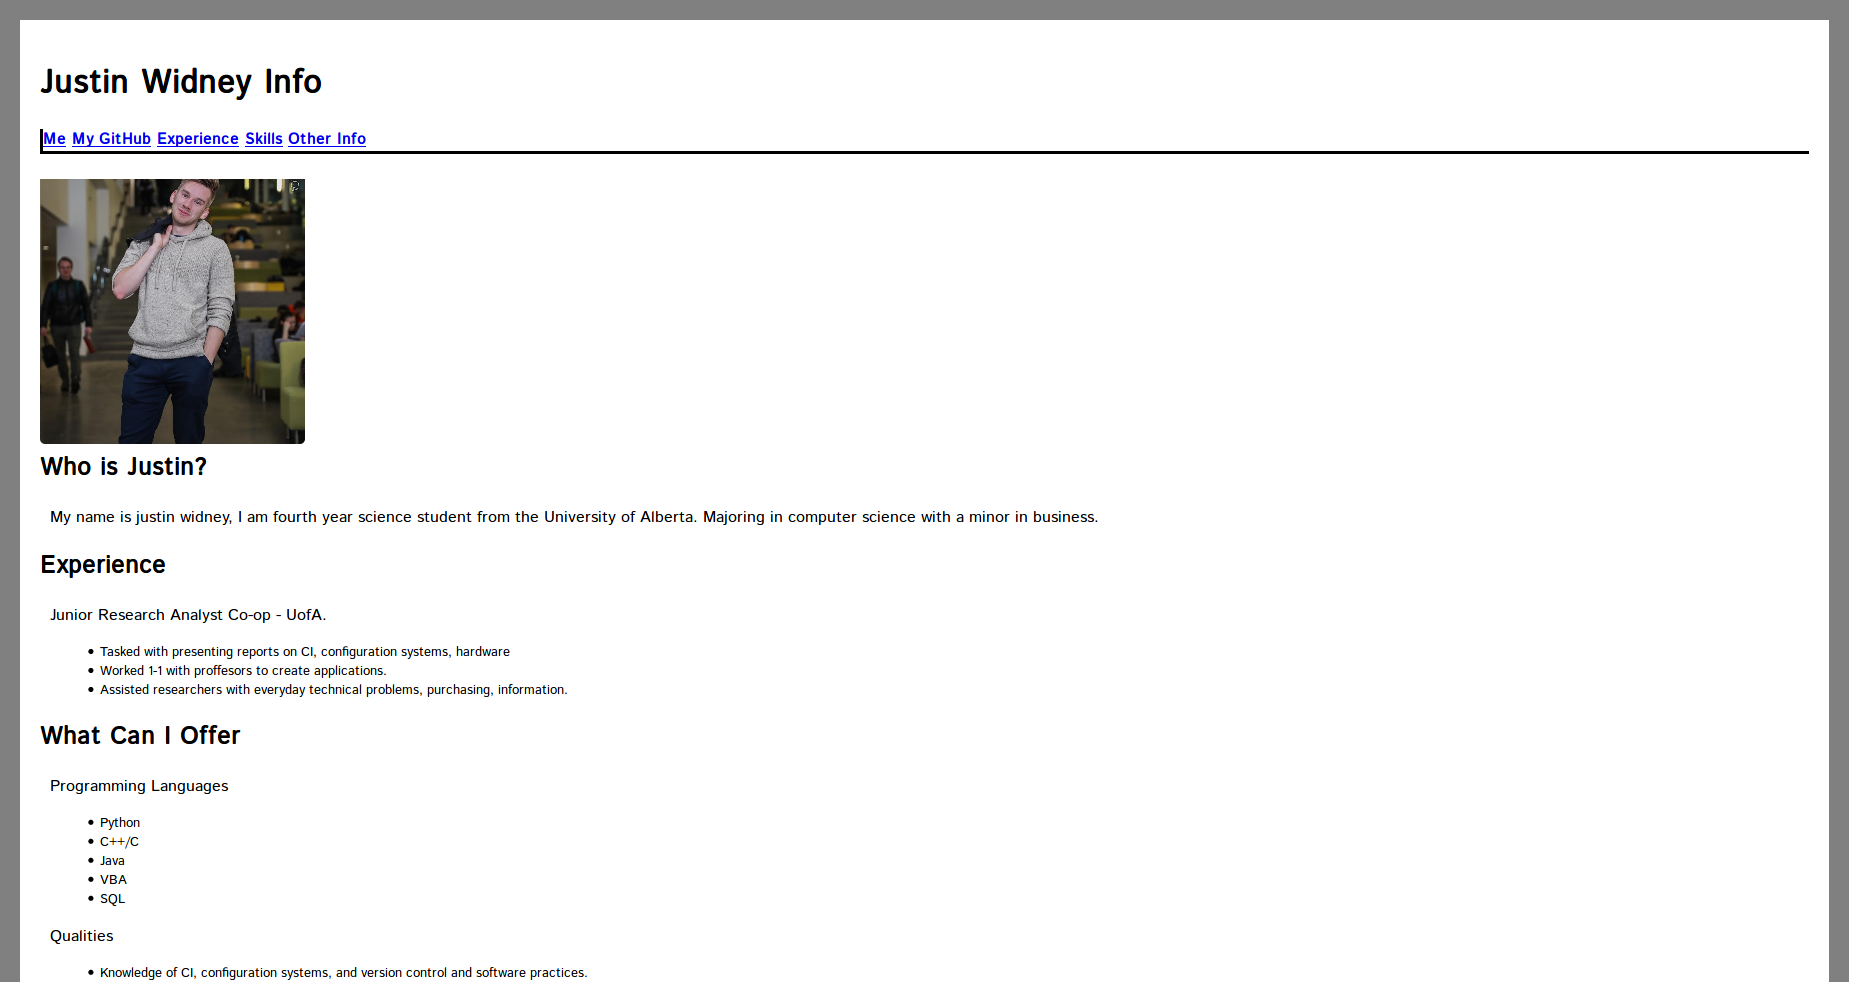 Justin Widney Info
Me My GitHub Experience Skills Other Info
Who is Justin?
My name is justin widney, I am fourth year science student from the University of Alberta. Majoring in computer science with a minor in business.
Experience
Junior Research Analyst Co-op - UofA.
Tasked with presenting reports on CI, configuration systems, hardware
Worked 1-1 with proffesors to create applications.
Assisted researchers with everyday technical problems, purchasing, information.
What Can I Offer
Programming Languages
Python
C++/C
Java
VBA
SQL
Qualities
Knowledge of CI, configuration systems, and version control and software practices.